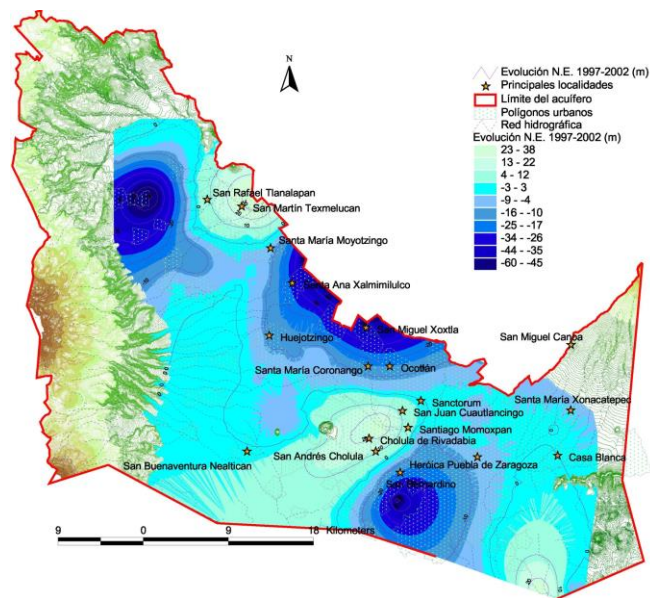 N
Evolución N.E. 1997-2002 (m)
Principales localidades
Límite del acuífero
Polígonos urbanos
Red hidrográfica
Evolución N.E. 1997-2002 (m)
23 - 38
13 - 22
4 - 12
-3 - 3
-9 - -4
-16 - -10
-25 - -17
-34 - -26
-44 - -35
-60 - -45
San Rafael Tlanalapan
San Martín Texmelucan
Santa María Moyotzingo
Santa Ana Xalmimilulco
San Miguel Xoxtla
Huejotzingo
San Miguel Canoa
Santa María Coronango
Ocotlán
Sanctorum
Santa María Xonacatepec
San Juan Cuautlancingo
Santiago Momoxpan
Cholula de Rivadabia
San Buenaventura Nealtican
San Andrés Cholula
Casa Blanca
Heróica Puebla de Zaragoza
San Bernardino
9 0 9 18 Kilometers